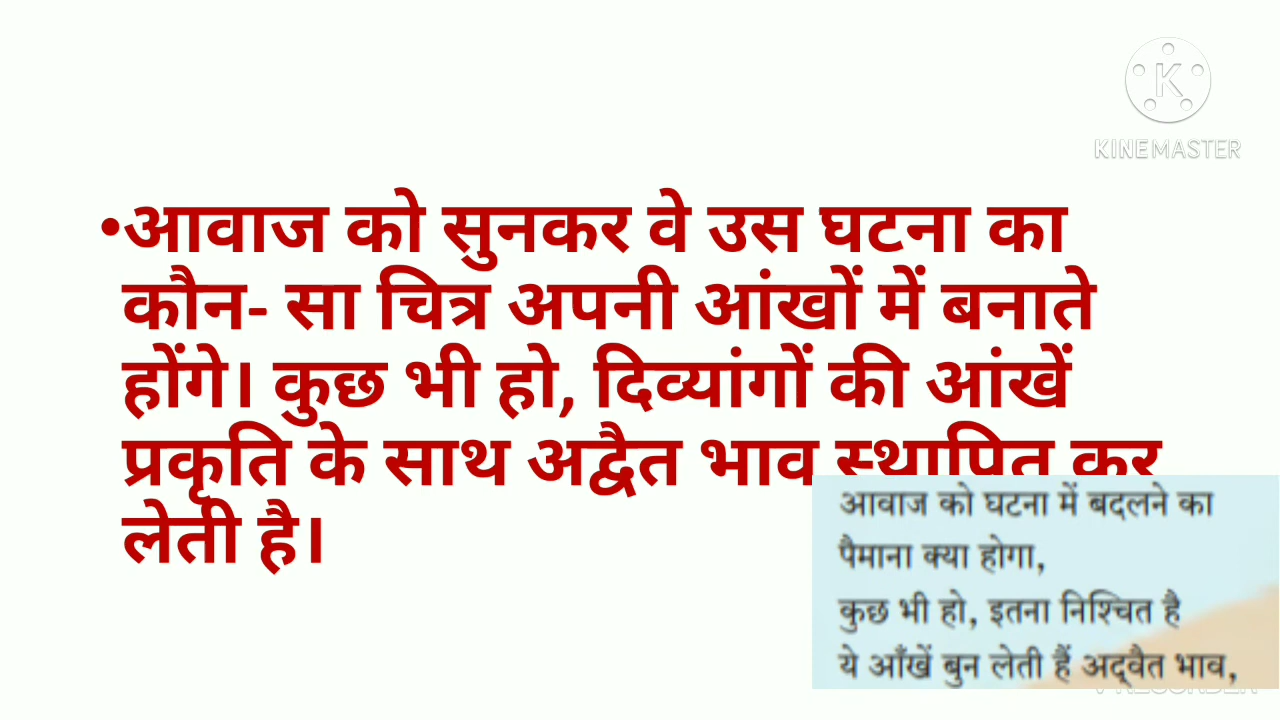 K
KINEMASTER
•आवाज को सुनकर वे उस घटना का
कौन- सा चित्र अपनी आंखों में बनाते
होंगे। कुछ भी हो, दिव्यांगों की आंखें
प्रकृति के साथ अद्वैत भाव स्थापित कर
लेती है।
आवाज को घटना में बदलने का
पैमाना क्या होगा,
कुछ भी हो, इतना निश्चित है
ये आँखें बुन लेती हैं अद्वैत भाव,